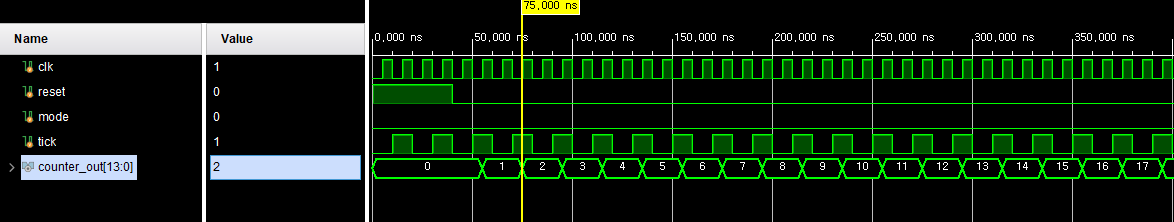 75,000 ns
Name Value
0,000 ns 50,000 ns 100,000 ns 150,000 ns 200,000 ns 250,000 ns 300,000 ns 350,000 ns
clk 1
reset 0
mode 0
tick 1
counter_out[13:0] 2 0 1 2 3 4 5 6 7 8 9 10 11 12 13 14 15 16 17